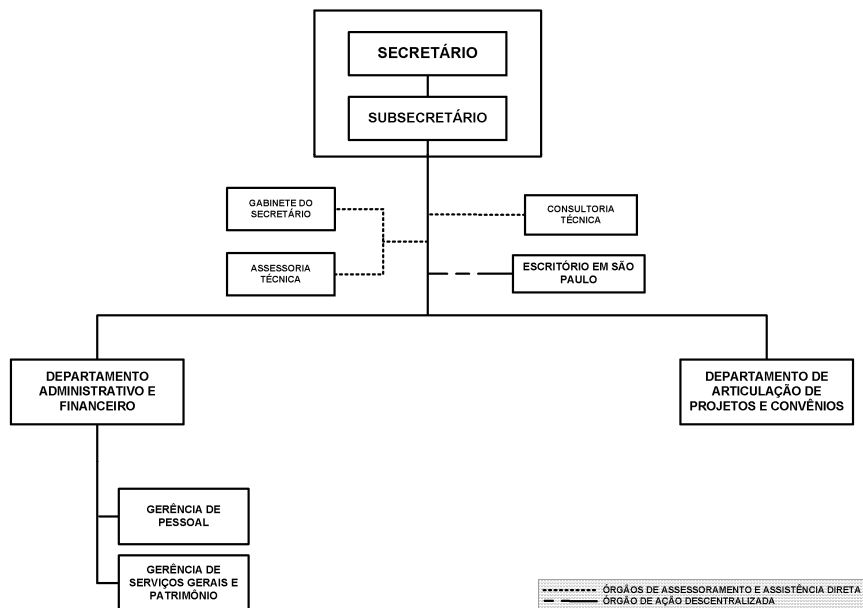 SECRETÁRIO
SUBSECRETÁRIO
GABINETE DO
SECRETÁRIO
CONSULTORIA
TÉCNICA
ASSESSORIA
TÉCNICA
ESCRITÓRIO EM SÃO
PAULO
DEPARTAMENTO
ADMINISTRATIVO E
FINANCEIRO
DEPARTAMENTO DE
ARTICULAÇÃO DE
PROJETOS E CONVÊNIOS
GERÊNCIA DE
PESSOAL
GERÊNCIA DE
SERVIÇOS GERAIS E
PATRIMÔNIO
ÓRGÃOS DE ASSESSORAMENTO E ASSISTÊNCIA DIRETA
ÓRGÃO DE AÇÃO DESCENTRALIZADA